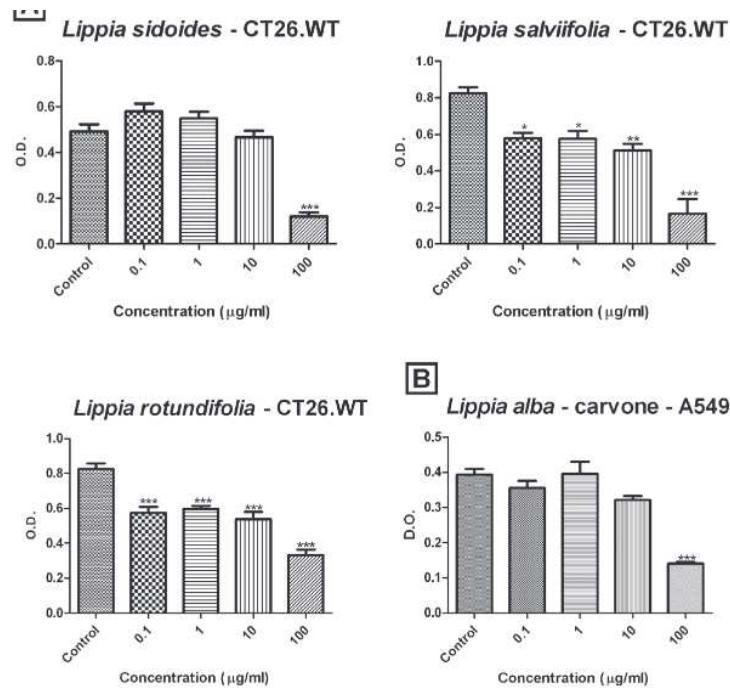 A
Lippia sidoides - CT26.WT
0.8
0.6
0.4
0.2
0.0
O.D.
***
Control
0.1
1
10
100
Concentration (μg/ml)
Lippia salviifolia - CT26.WT
1.0
0.8
0.6
0.4
0.2
0.0
O.D.
*
*
**
***
Control
0.1
1
10
100
Concentration (μg/ml)
Lippia rotundifolia - CT26.WT
1.0
0.8
0.6
0.4
0.2
0.0
O.D.
***
***
***
***
Control
0.1
1
10
100
Concentration (μg/ml)
B
Lippia alba - carvone - A549
0.5
0.4
0.3
0.2
0.1
0.0
D.O.
***
Control
0.1
1
10
100
Concentration (μg/ml)